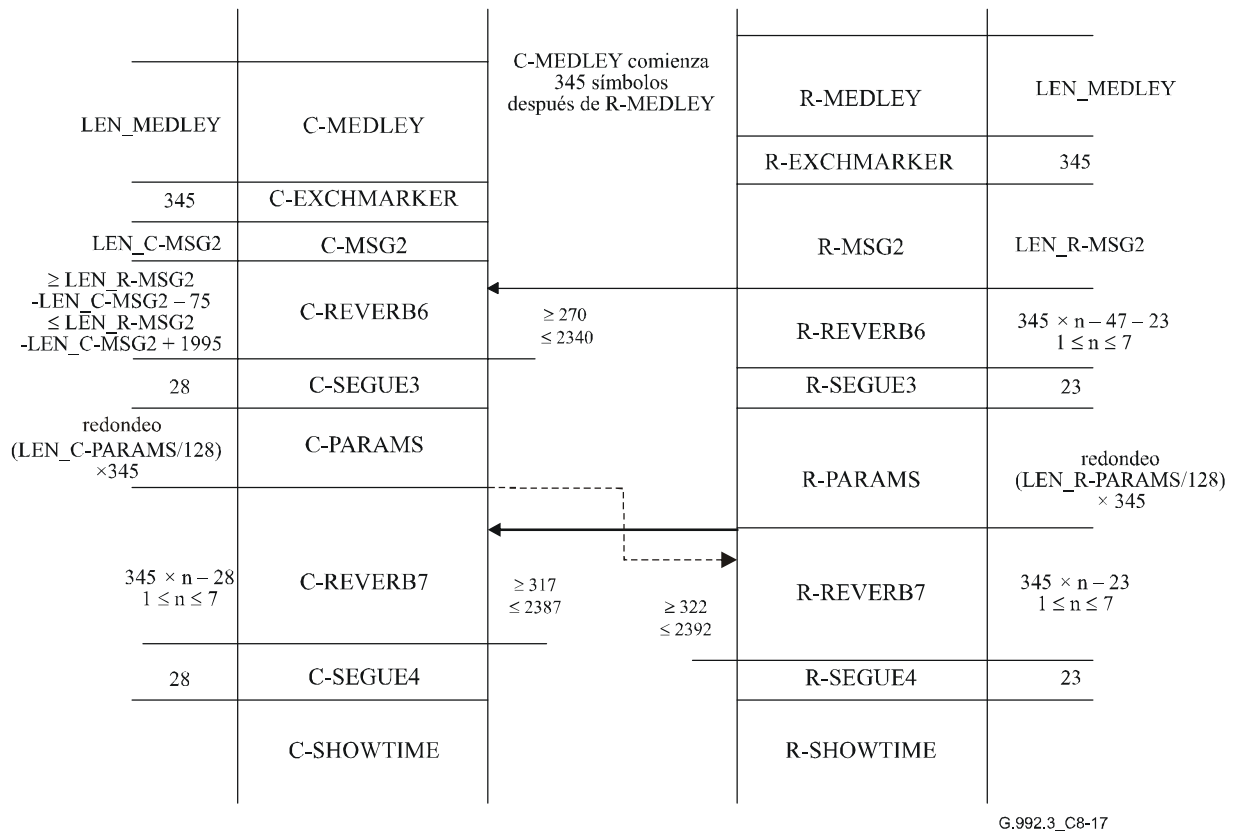 C-MEDLEY comienza
345 símbolos
después de R-MEDLEY
LEN_MEDLEY
C-MEDLEY
R-MEDLEY
LEN_MEDLEY
R-EXCHMARKER
345
345
C-EXCHMARKER
LEN_C-MSG2
C-MSG2
R-MSG2
LEN_R-MSG2
≥ LEN_R-MSG2
-LEN_C-MSG2 – 75
≤ LEN_R-MSG2
-LEN_C-MSG2 + 1995
C-REVERB6
≥ 270
≤ 2340
R-REVERB6
345 × n – 47 – 23
1 ≤ n ≤ 7
28
C-SEGUE3
R-SEGUE3
23
redondeo
(LEN_C-PARAMS/128)
×345
C-PARAMS
R-PARAMS
redondeo
(LEN_R-PARAMS/128)
× 345
345 × n – 28
1 ≤ n ≤ 7
C-REVERB7
≥ 317
≤ 2387
≥ 322
≤ 2392
R-REVERB7
345 × n – 23
1 ≤ n ≤ 7
28
C-SEGUE4
R-SEGUE4
23
C-SHOWTIME
R-SHOWTIME
G.992.3_C8-17